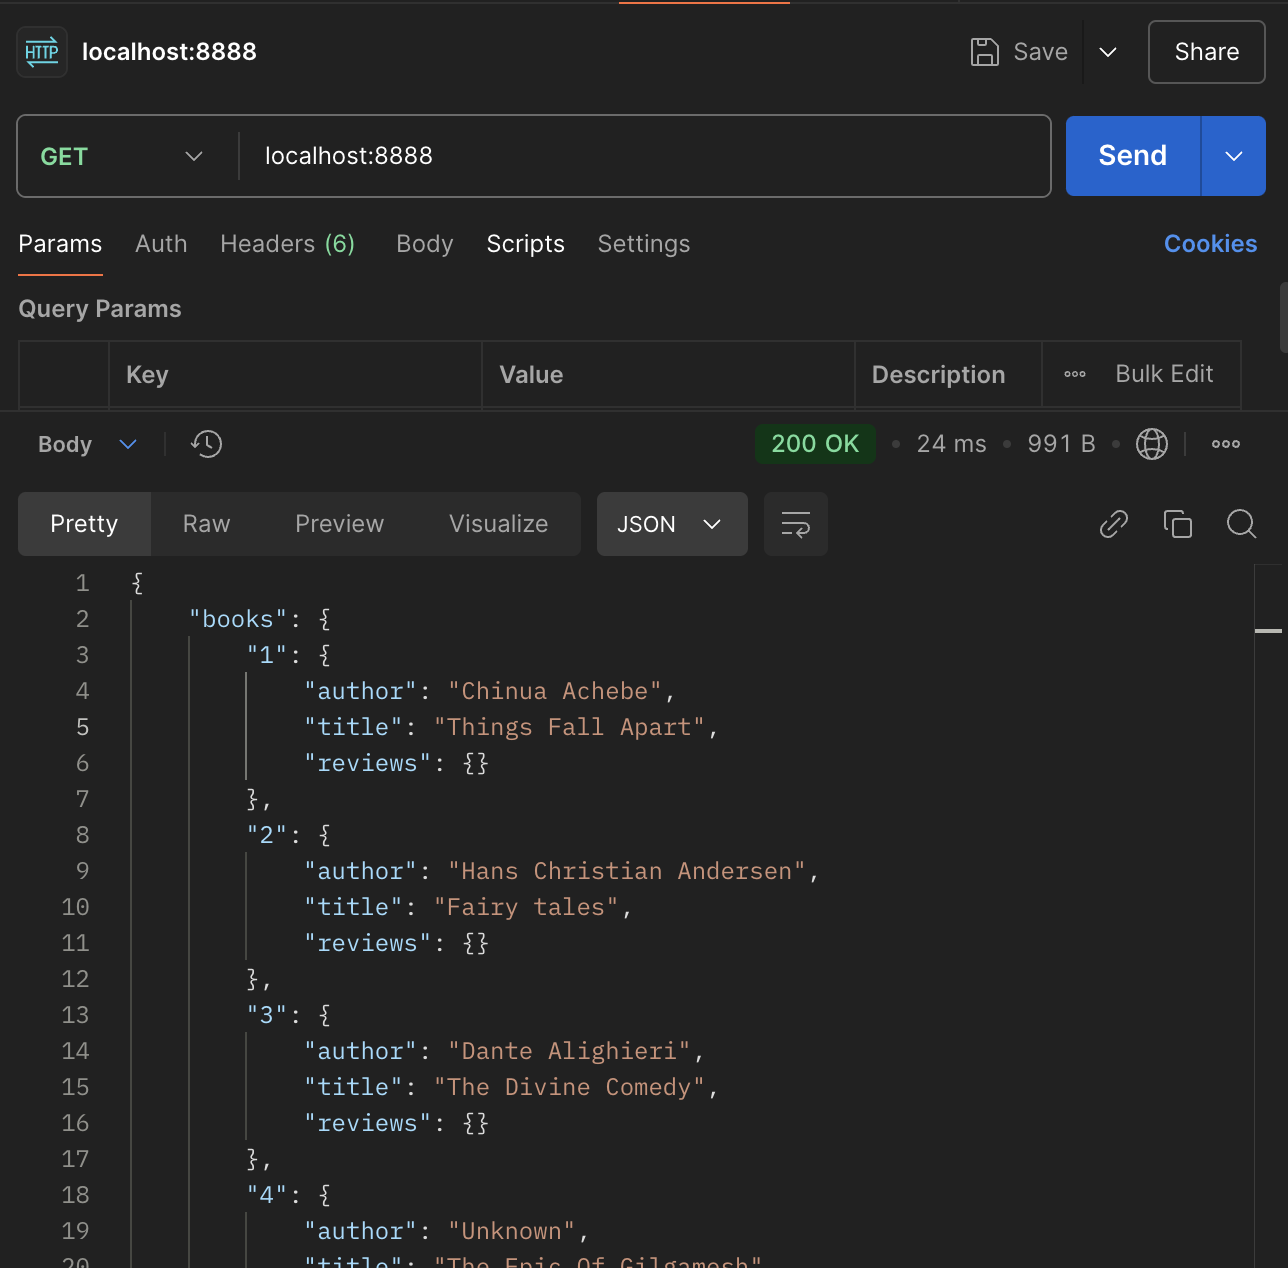 HTTP localhost:8888 Save Share
GET localhost:8888 Send
Params Auth Headers (6) Body Scripts Settings Cookies
Query Params
Key Value Description Bulk Edit
Body 200 OK • 24 ms • 991 B •
Pretty Raw Preview Visualize JSON
1 {
2 "books": {
3 "1": {
4 "author": "Chinua Achebe",
5 "title": "Things Fall Apart",
6 "reviews": {}
7 },
8 "2": {
9 "author": "Hans Christian Andersen",
10 "title": "Fairy tales",
11 "reviews": {}
12 },
13 "3": {
14 "author": "Dante Alighieri",
15 "title": "The Divine Comedy",
16 "reviews": {}
17 },
18 "4": {
19 "author": "Unknown",
20 "title": "The Epic Of Gilgamesh"